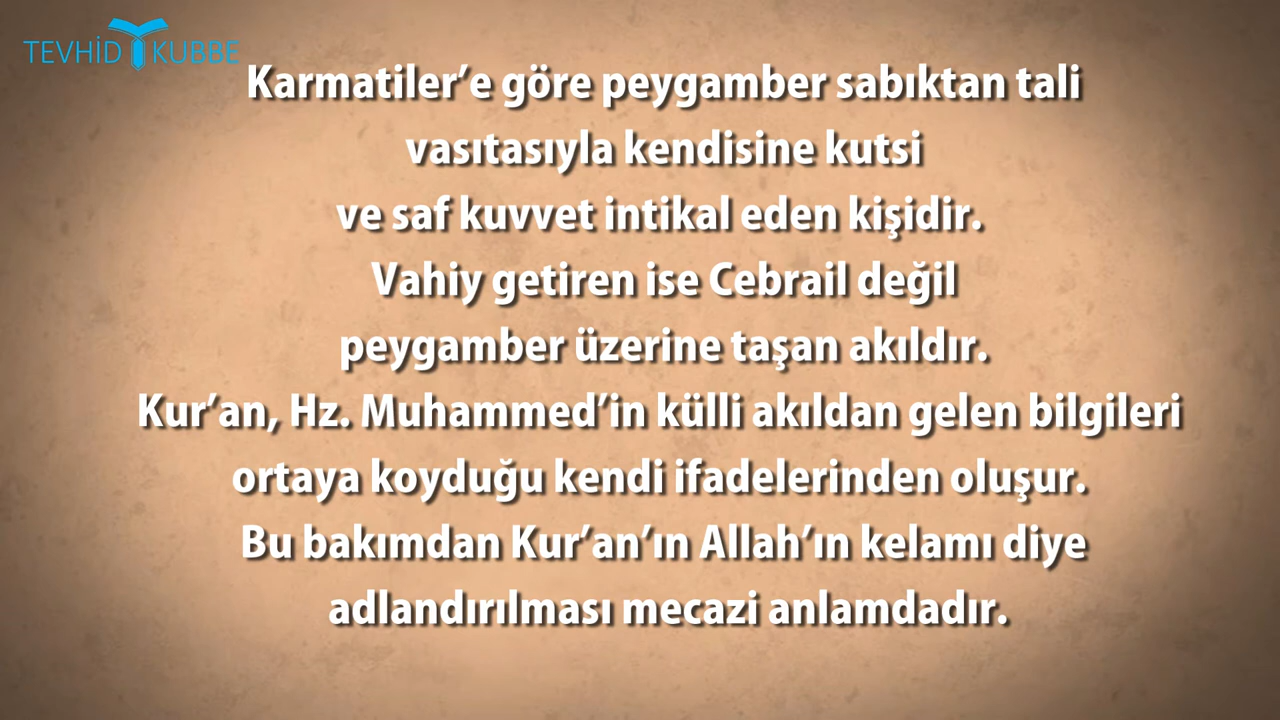 TEVHİD KUBBE
Karmatiler’e göre peygamber sabıktan tali
vasıtasıyla kendisine kutsi
ve saf kuvvet intikal eden kişidir.
Vahiy getiren ise Cebrail değil
peygamber üzerine taşan akıldır.
Kur’an, Hz. Muhammed’in külli akıldan gelen bilgileri
ortaya koyduğu kendi ifadelerinden oluşur.
Bu bakımdan Kur’an’ın Allah’ın kelamı diye
adlandırılması mecazi anlamdadır.